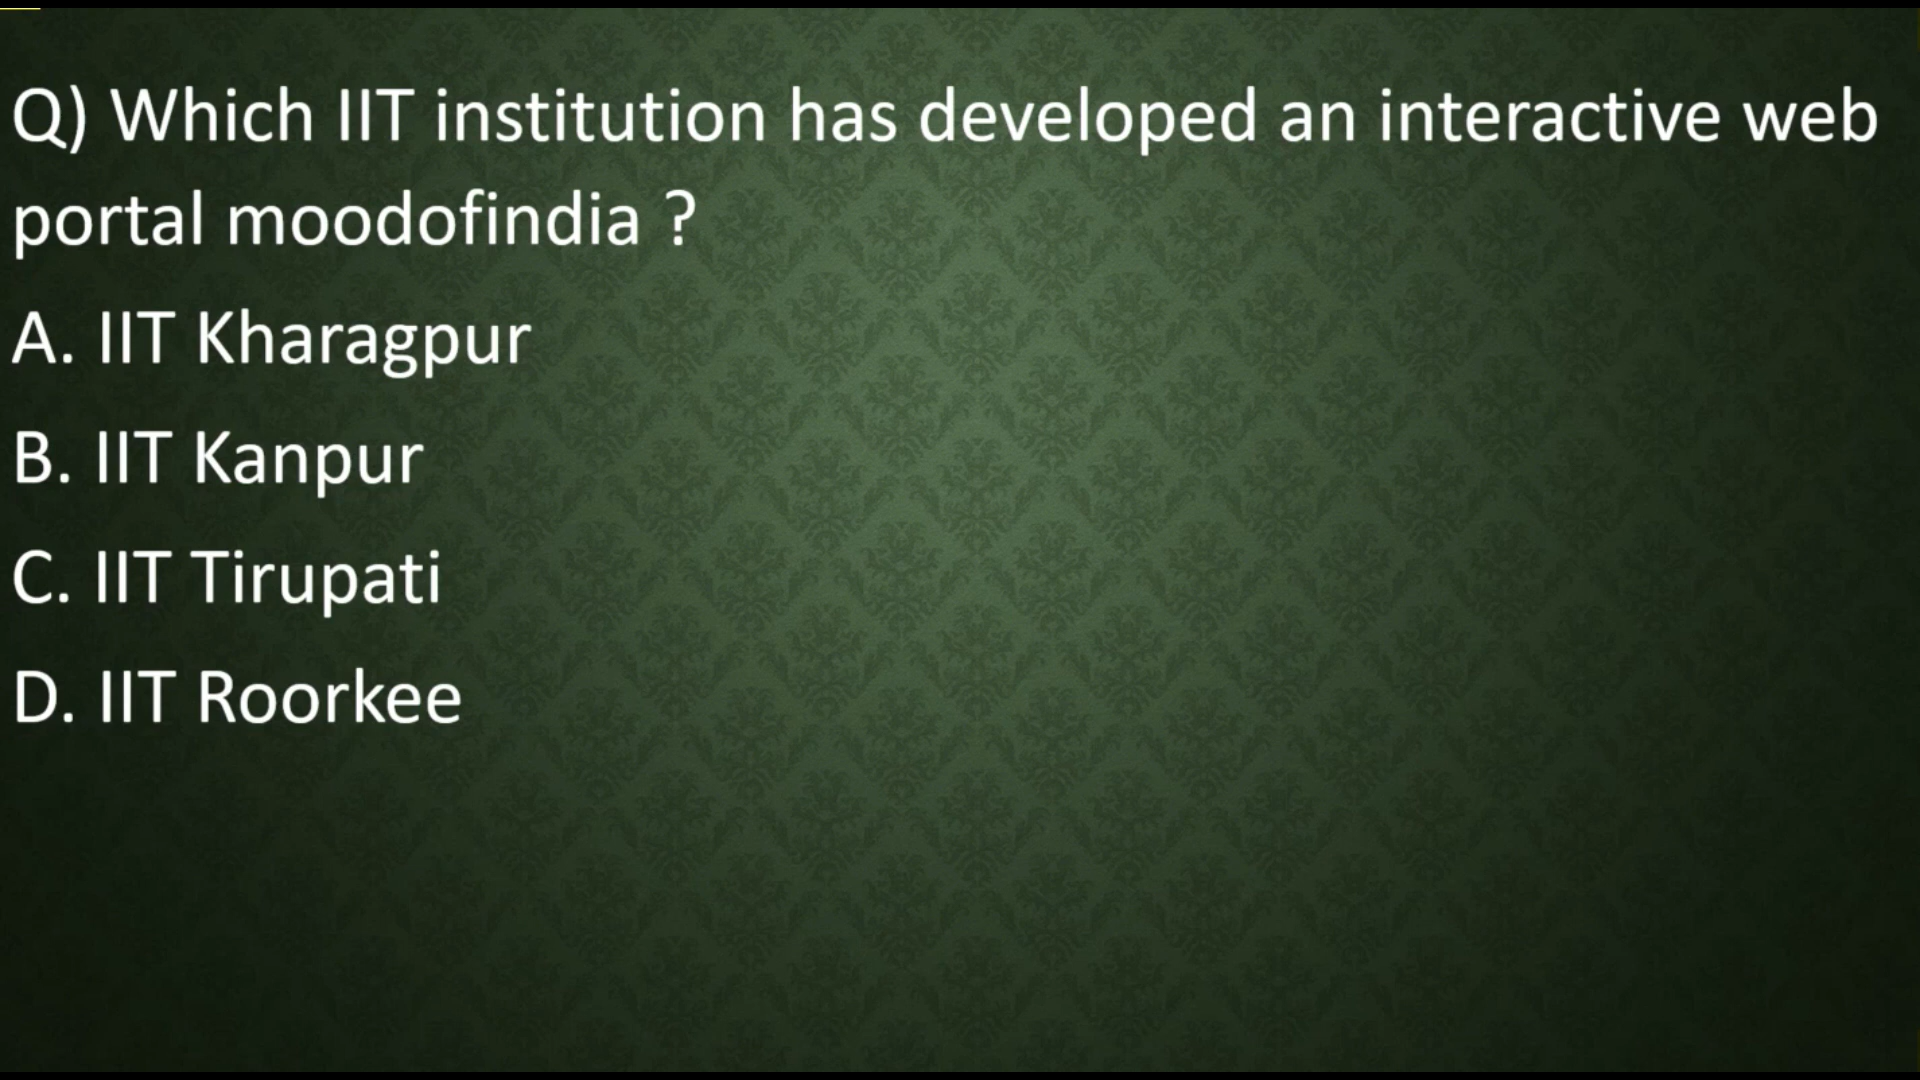 Q) Which IIT institution has developed an interactive web
portal moodofindia ?
A. IIT Kharagpur
B. IIT Kanpur
C. IIT Tirupati
D. IIT Roorkee